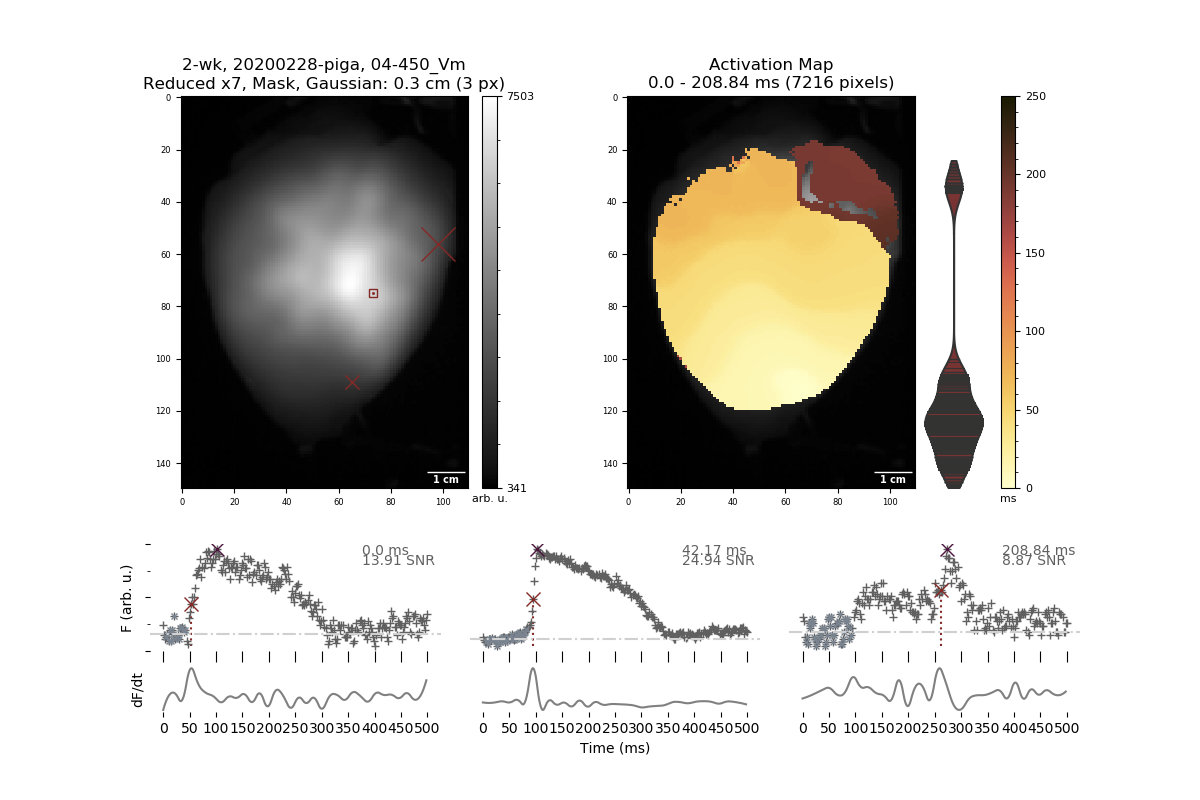 2-wk, 20200228-piga, 04-450_Vm
Reduced x7, Mask, Gaussian: 0.3 cm (3 px)
Activation Map
0.0 - 208.84 ms (7216 pixels)
0
20
40
60
80
100
120
140
0 20 40 60 80 100
1 cm
7503
341
arb. u.
0
20
40
60
80
100
120
140
0 20 40 60 80 100
1 cm
250
200
150
100
50
0
ms
F (arb. u.)
0.0 ms
13.91 SNR
42.17 ms
24.94 SNR
208.84 ms
8.87 SNR
dF/dt
0 50 100 150 200 250 300 350 400 450 500
0 50 100 150 200 250 300 350 400 450 500
0 50 100 150 200 250 300 350 400 450 500
Time (ms)